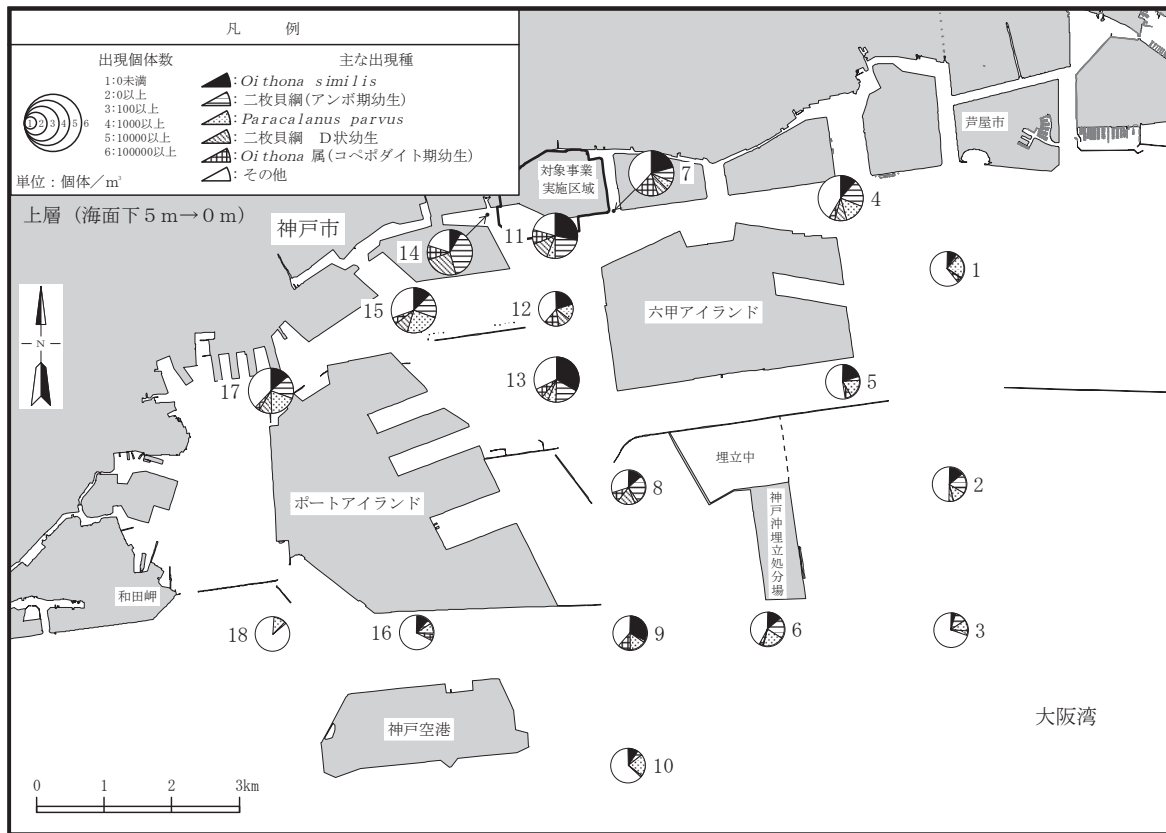 凡　　例
出現個体数
1:0未満
2:0以上
3:100以上
4:1000以上
5:10000以上
6:100000以上
1 2 3 4 5 6
単位：個体／m³
主な出現種
:Oithona similis
:二枚貝綱(アンボ期幼生)
:Paracalanus parvus
:二枚貝綱　D状幼生
:Oithona 属(コペポダイト期幼生)
:その他
上層（海面下５ｍ→０ｍ）
神戸市
対象事業
実施区域
芦屋市
7
4
14
11
1
15
12
六甲アイランド
N
17
13
5
埋立中
8
2
ポートアイランド
神戸沖埋立処分場
和田岬
18
16
9
6
3
神戸空港
大阪湾
10
0 1 2 3km